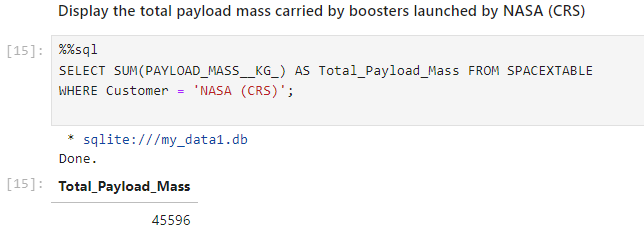 Display the total payload mass carried by boosters launched by NASA (CRS)
[15]: %%sql
SELECT SUM(PAYLOAD_MASS__KG_) AS Total_Payload_Mass FROM SPACEXTABLE
WHERE Customer = 'NASA (CRS)';
* sqlite:///my_data1.db
Done.
[15]: Total_Payload_Mass
45596